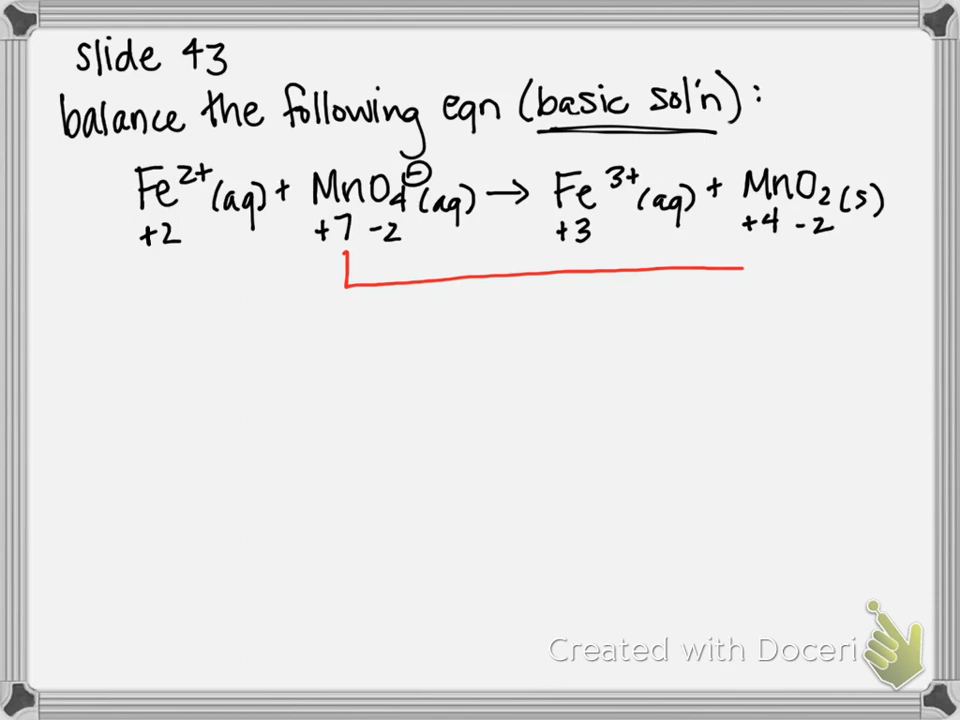 slide 43
balance the following eqn (basic sol'n):
Fe²⁺(aq) + MnO₄⁻(aq) → Fe³⁺(aq) + MnO₂(s)
+2 +7 -2 +3 +4 -2
Created with Doceri